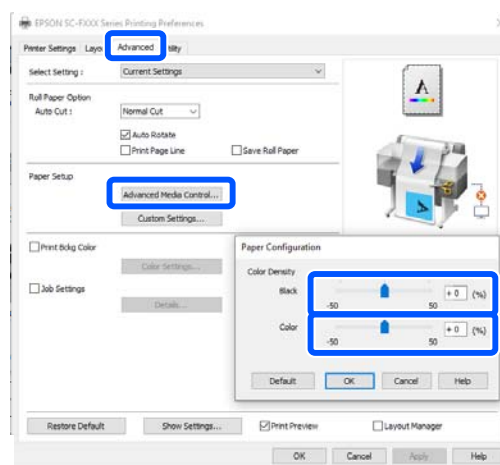 EPSON SC-FXXX Series Printing Preferences
Printer Settings Layo Advanced tility
Select Setting : Current Settings
Roll Paper Option
Auto Cut : Normal Cut
Auto Rotate
Print Page Line Save Roll Paper
Paper Setup
Advanced Media Control...
Custom Settings...
Print Bckg Color
Color Settings...
Job Settings
Details...
A
Paper Configuration
Color Density
Black + 0 (%)
-50 50
Color + 0 (%)
-50 50
Default OK Cancel Help
Restore Default Show Settings... Print Preview Layout Manager
OK Cancel Apply Help